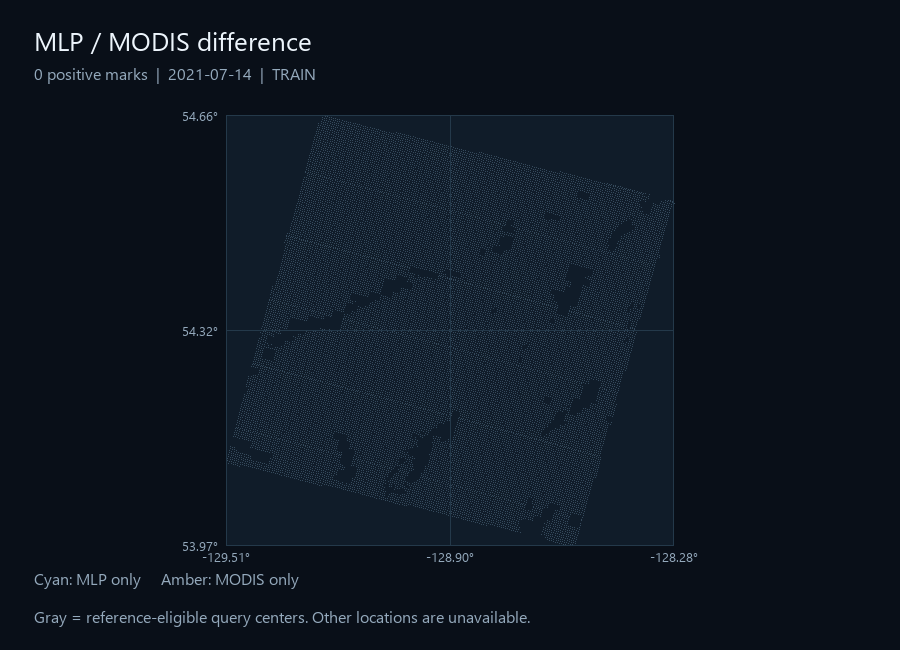 MLP / MODIS difference
0 positive marks | 2021-07-14 | TRAIN
54.66°
54.32°
53.97°
-129.51° -128.90° -128.28°
Cyan: MLP only Amber: MODIS only
Gray = reference-eligible query centers. Other locations are unavailable.